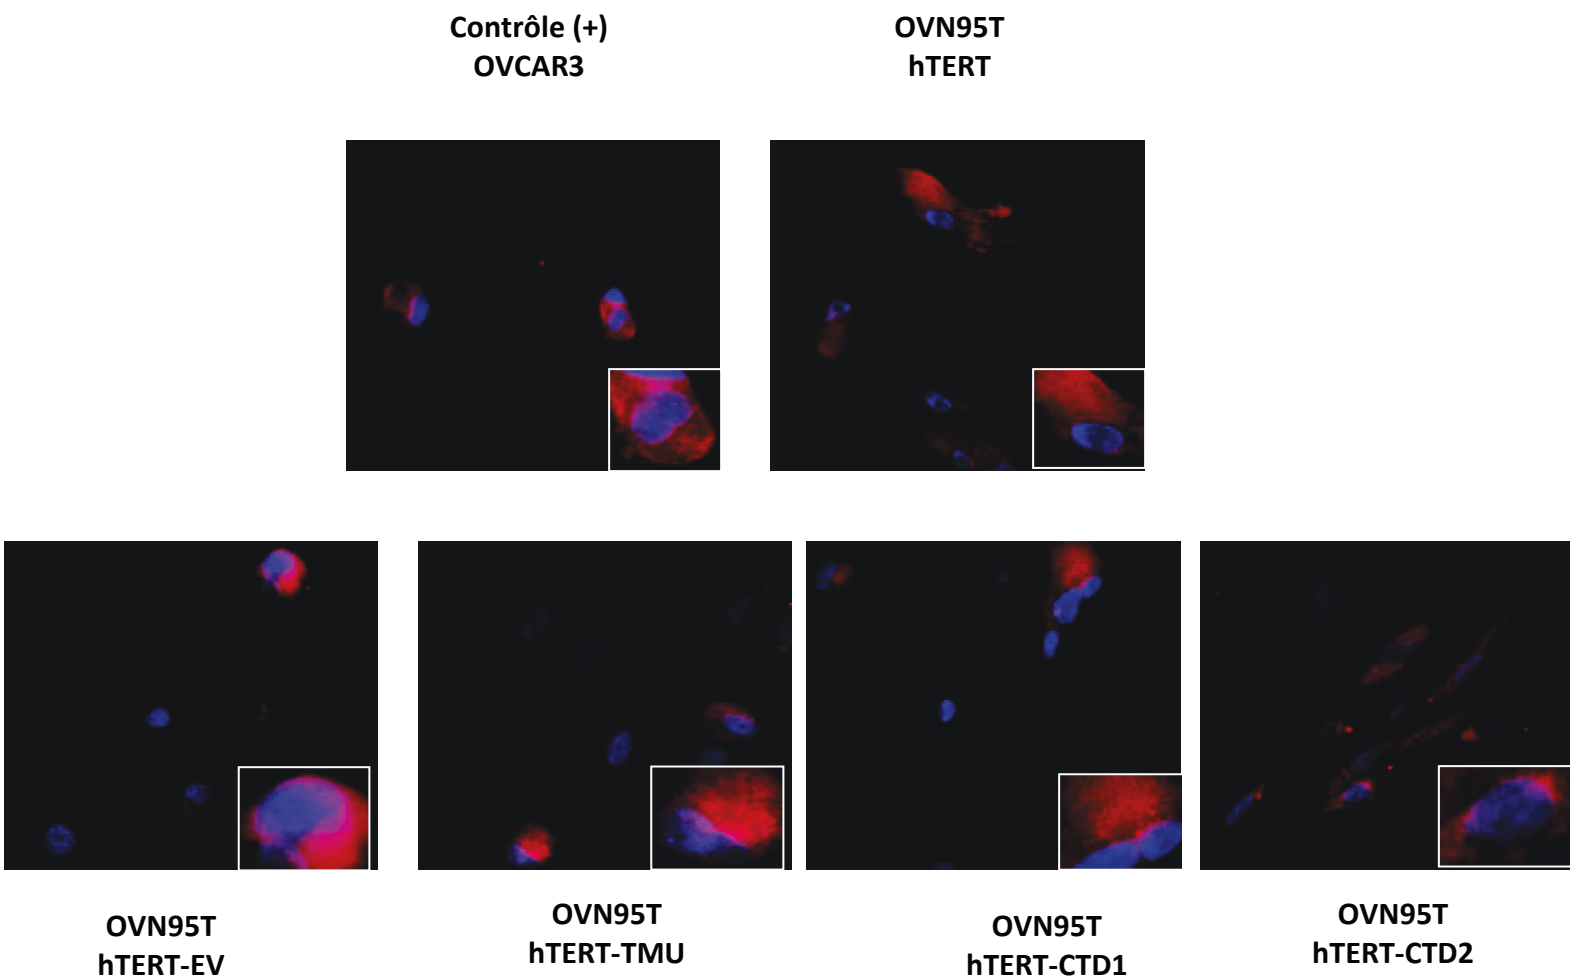 Contrôle (+)
OVCAR3
OVN95T
hTERT
OVN95T
hTERT-EV
OVN95T
hTERT-TMU
OVN95T
hTERT-CTD1
OVN95T
hTERT-CTD2